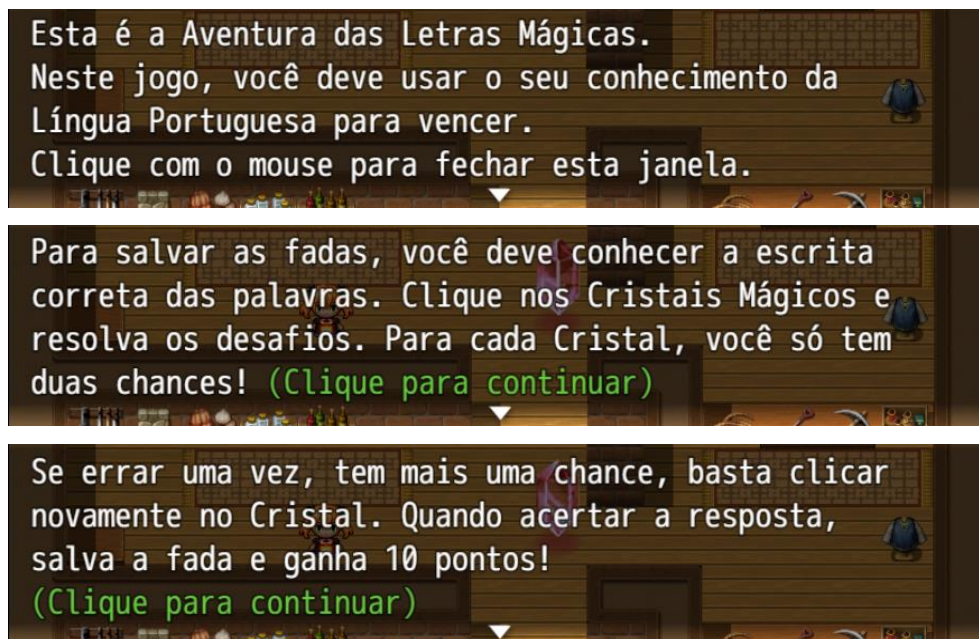 Esta é a Aventura das Letras Mágicas.
Neste jogo, você deve usar o seu conhecimento da
Língua Portuguesa para vencer.
Clique com o mouse para fechar esta janela.
Para salvar as fadas, você deve conhecer a escrita
correta das palavras. Clique nos Cristais Mágicos e
resolva os desafios. Para cada Cristal, você só tem
duas chances! (Clique para continuar)
Se errar uma vez, tem mais uma chance, basta clicar
novamente no Cristal. Quando acertar a resposta,
salva a fada e ganha 10 pontos!
(Clique para continuar)